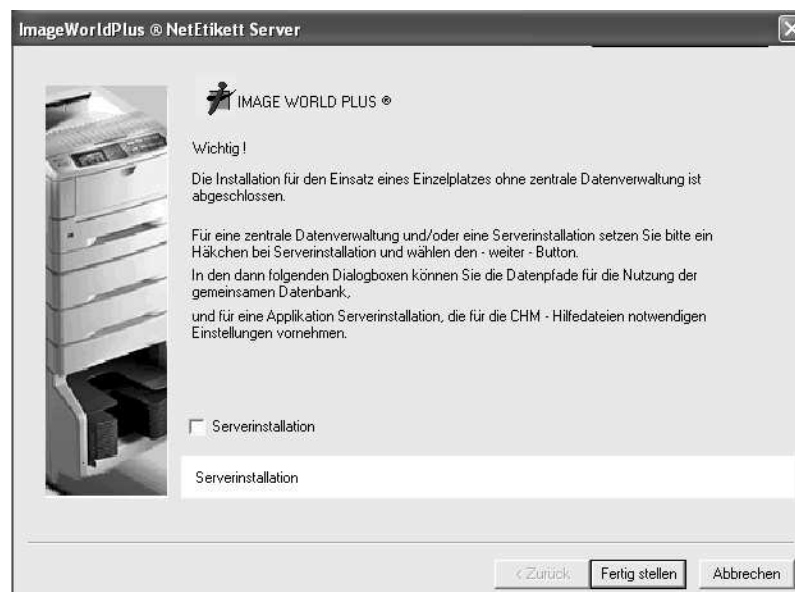 ImageWorldPlus ® NetEtikett Server
IMAGE WORLD PLUS ®
Wichtig !
Die Installation für den Einsatz eines Einzelplatzes ohne zentrale Datenverwaltung ist
abgeschlossen.
Für eine zentrale Datenverwaltung und/oder eine Serverinstallation setzen Sie bitte ein
Häkchen bei Serverinstallation und wählen den - weiter - Button.
In den dann folgenden Dialogboxen können Sie die Datenpfade für die Nutzung der
gemeinsamen Datenbank,
und für eine Applikation Serverinstallation, die für die CHM - Hilfedateien notwendigen
Einstellungen vornehmen.
Serverinstallation
Serverinstallation
< Zurück
Fertig stellen
Abbrechen